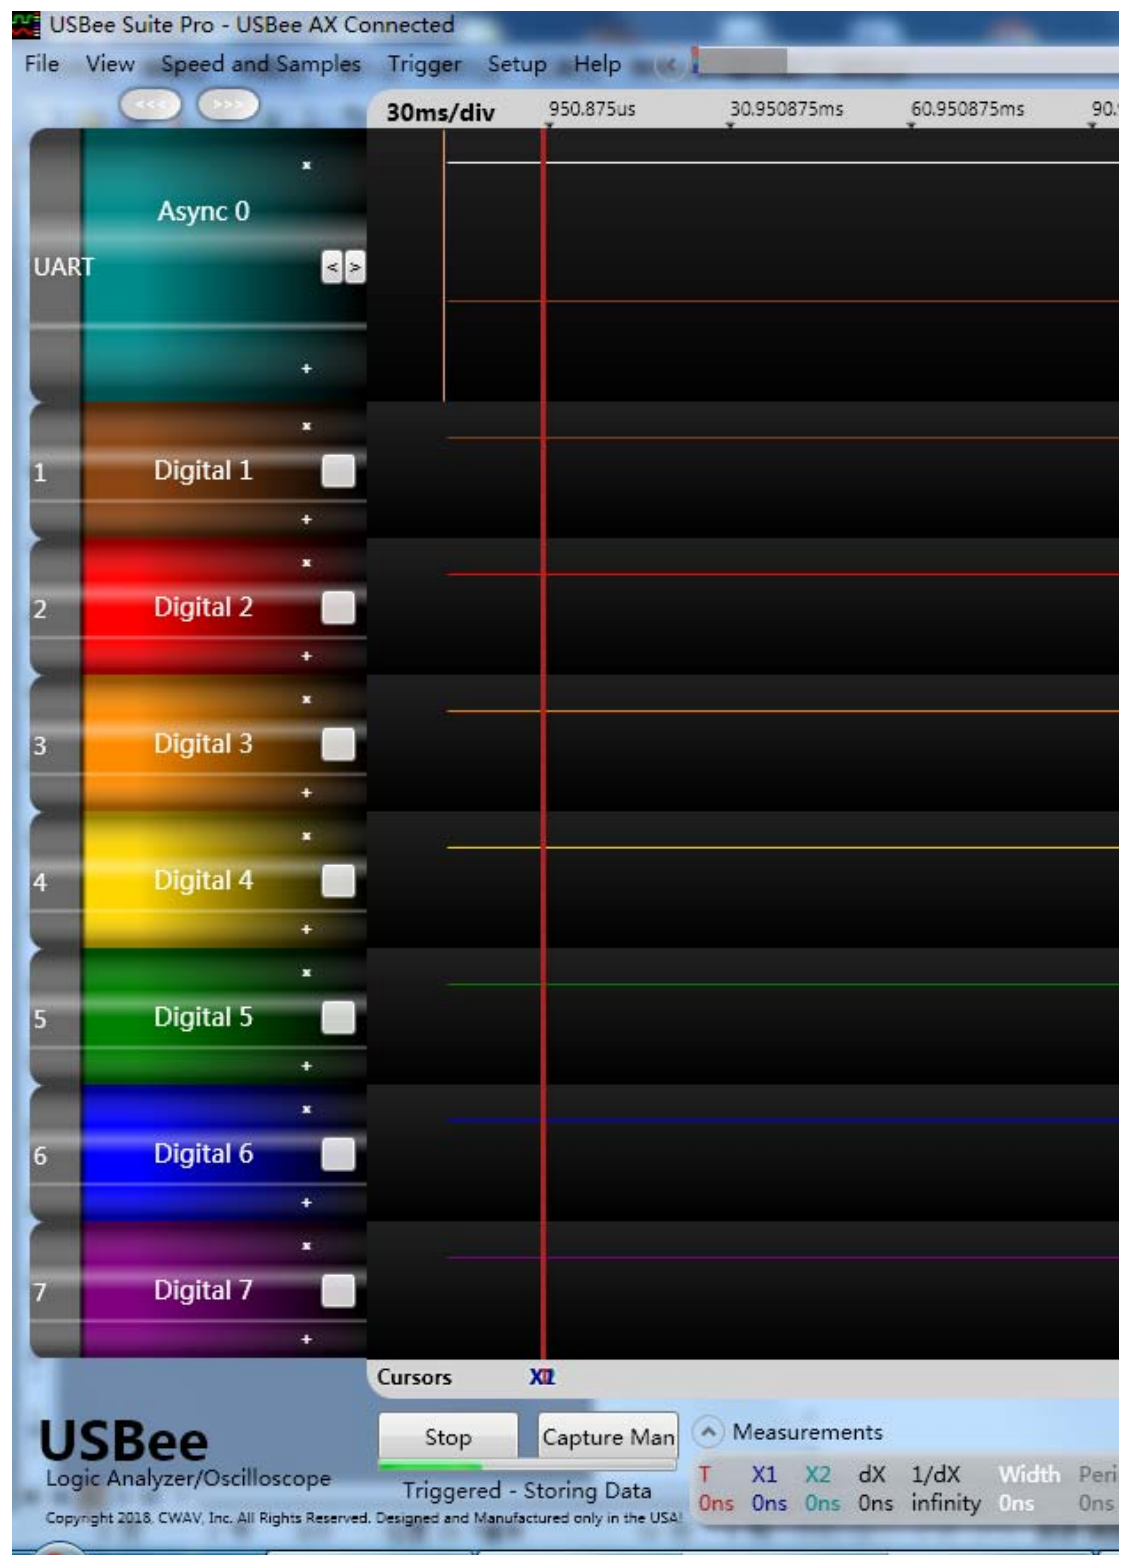 USBee Suite Pro - USBee AX Connected
File View Speed and Samples Trigger Setup Help <
<<< >>>
30ms/div 950.875us 30.950875ms 60.950875ms 90.
x
Async 0
UART < >
+
x
1 Digital 1
+
x
2 Digital 2
+
x
3 Digital 3
+
x
4 Digital 4
+
x
5 Digital 5
+
x
6 Digital 6
+
x
7 Digital 7
+
Cursors
USBee
Logic Analyzer/Oscilloscope
Stop Capture Man
Triggered - Storing Data
Measurements
T X1 X2 dX 1/dX Width Peri
0ns 0ns 0ns 0ns infinity 0ns 0ns
Copyright 2018, CWAV, Inc. All Rights Reserved. Designed and Manufactured only in the USA!